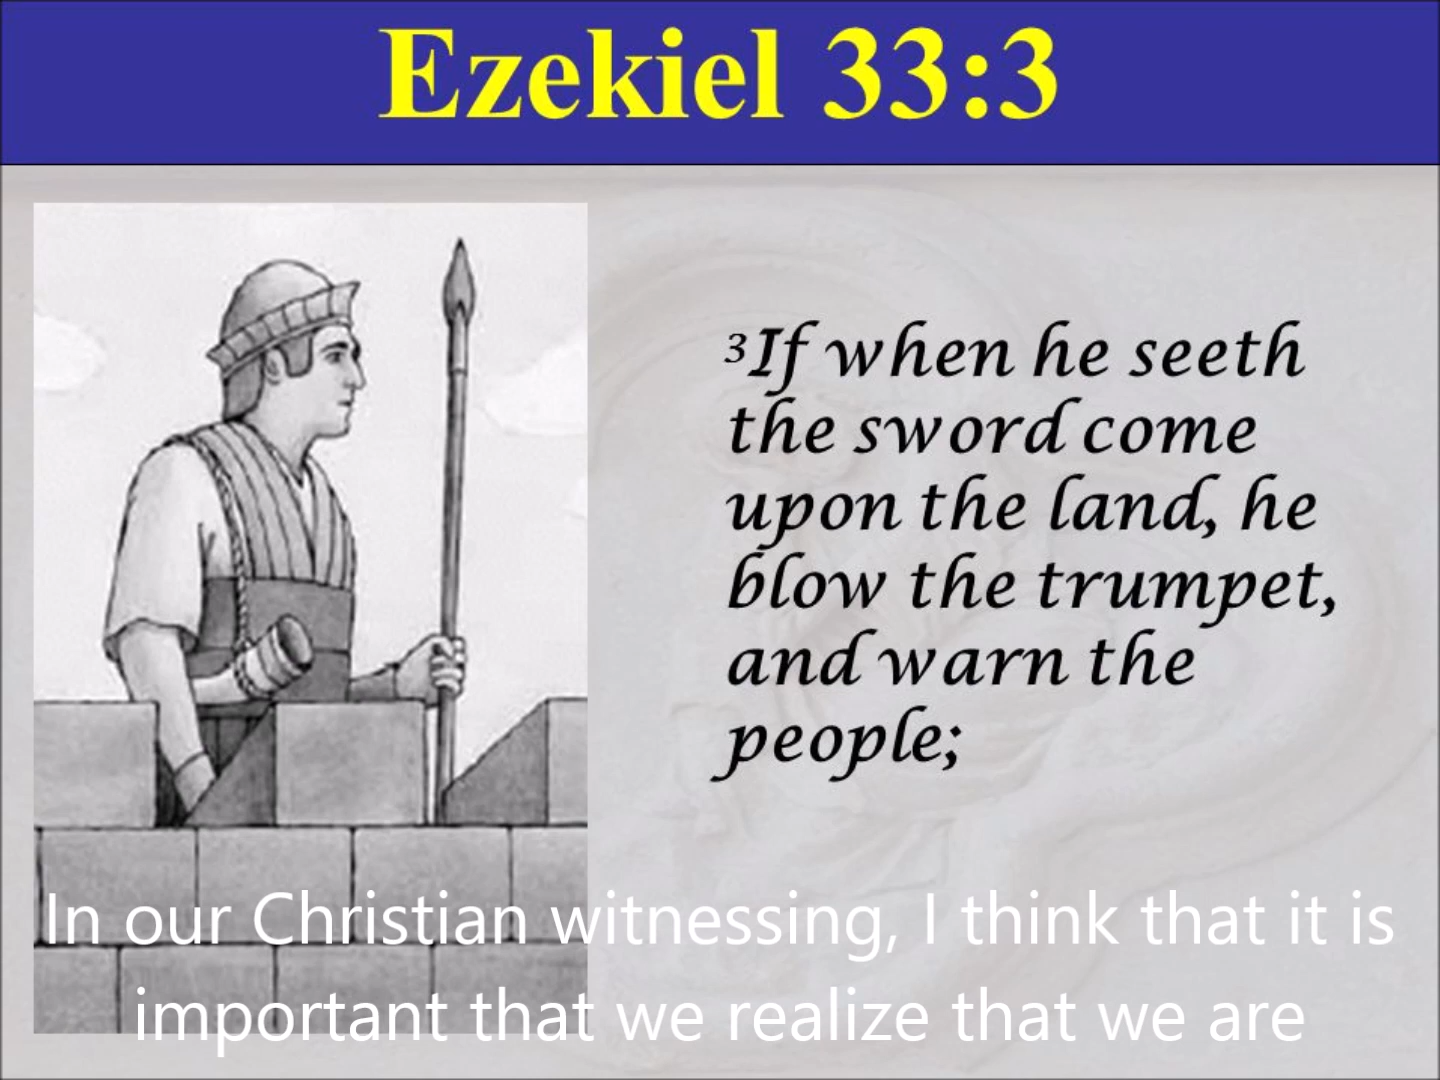 Ezekiel 33:3
³If when he seeth
the sword come
upon the land, he
blow the trumpet,
and warn the
people;
In our Christian witnessing, I think that it is
important that we realize that we are